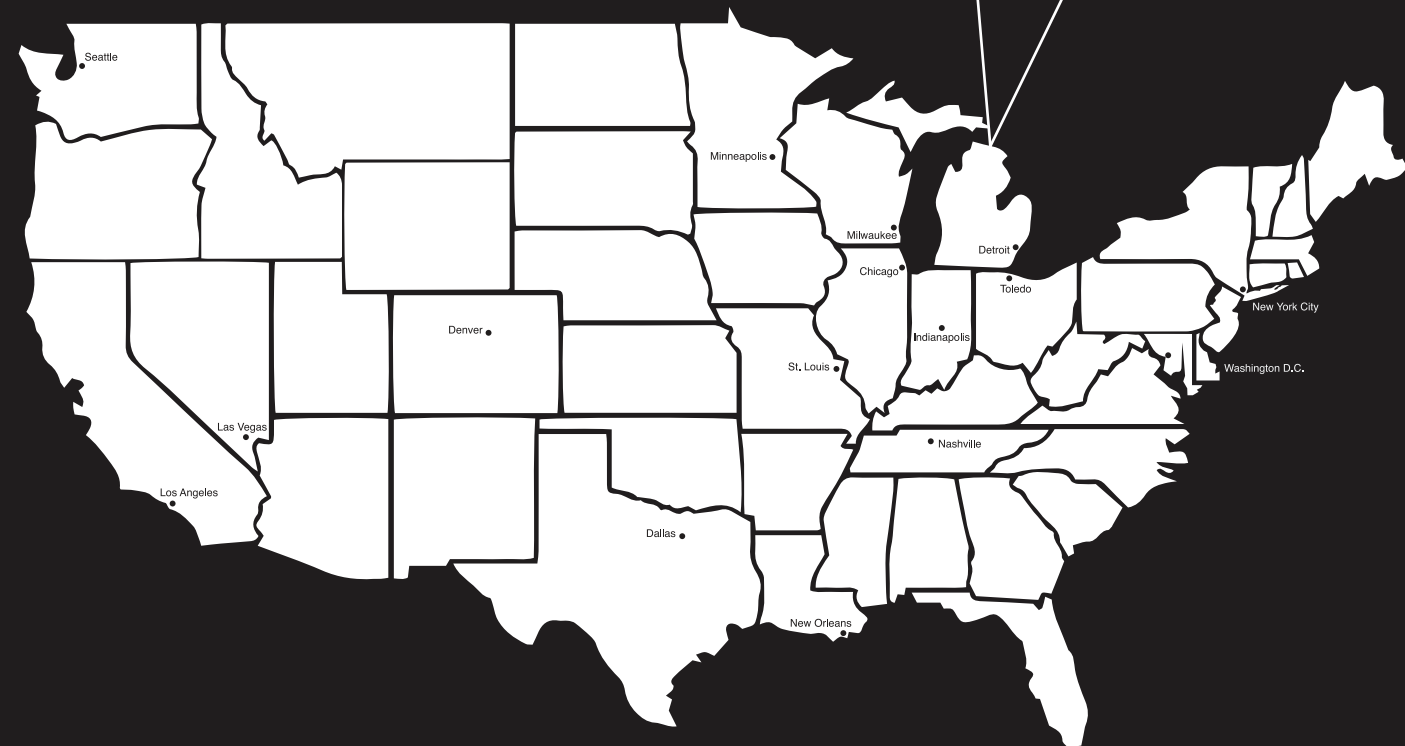 Seattle
Minneapolis
Milwaukee
Detroit
Chicago
Toledo
New York City
Denver
Indianapolis
St. Louis
Washington D.C.
Las Vegas
Nashville
Los Angeles
Dallas
New Orleans